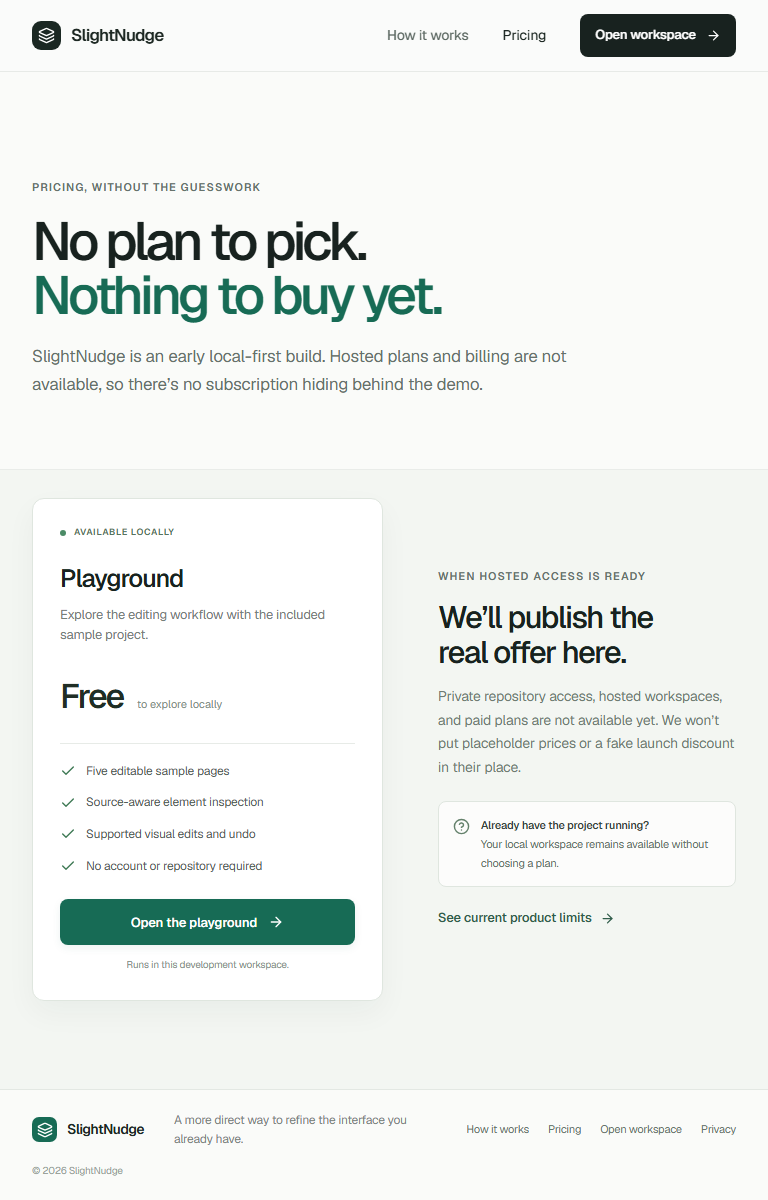 SlightNudge
How it works
Pricing
Open workspace
PRICING, WITHOUT THE GUESSWORK
No plan to pick.
Nothing to buy yet.
SlightNudge is an early local-first build. Hosted plans and billing are not
available, so there’s no subscription hiding behind the demo.
AVAILABLE LOCALLY
Playground
Explore the editing workflow with the included
sample project.
Free to explore locally
Five editable sample pages
Source-aware element inspection
Supported visual edits and undo
No account or repository required
Open the playground
Runs in this development workspace.
WHEN HOSTED ACCESS IS READY
We’ll publish the
real offer here.
Private repository access, hosted workspaces,
and paid plans are not available yet. We won’t
put placeholder prices or a fake launch discount
in their place.
Already have the project running?
Your local workspace remains available without
choosing a plan.
See current product limits
SlightNudge
A more direct way to refine the interface you
already have.
How it works
Pricing
Open workspace
Privacy
© 2026 SlightNudge